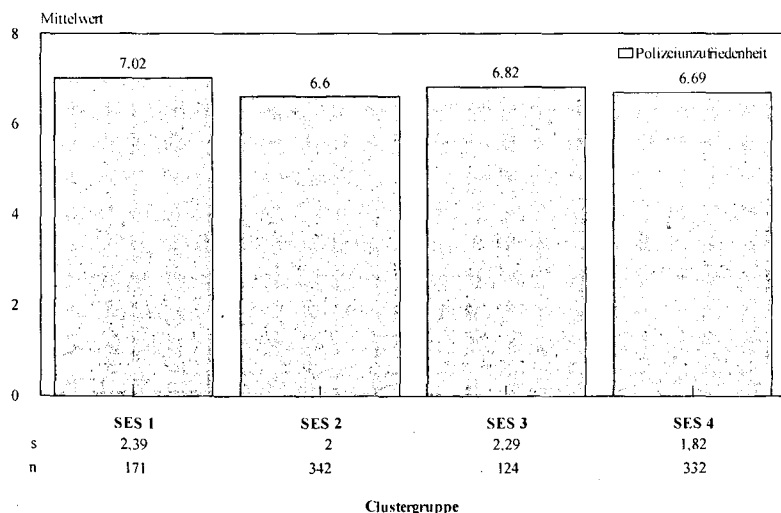 Mittelwert
8
Polizeiunzufriedenheit
7.02 6.6 6.82 6.69
6
4
2
0
SES 1 SES 2 SES 3 SES 4
s 2,39 2 2,29 1,82
n 171 342 124 332
Clustergruppe